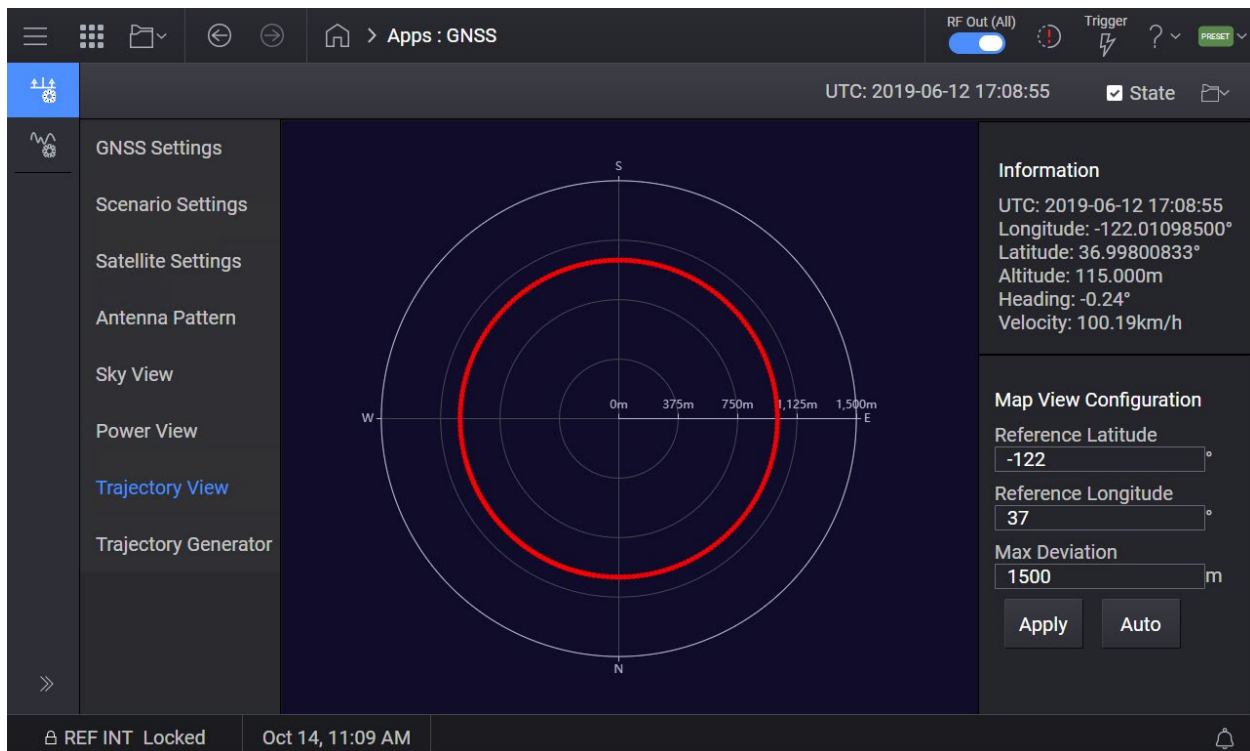 > Apps : GNSS
RF Out (All)
Trigger
?
PRESET
UTC: 2019-06-12 17:08:55
State
GNSS Settings
Scenario Settings
Satellite Settings
Antenna Pattern
Sky View
Power View
Trajectory View
Trajectory Generator
S
W
0m 375m 750m 1,125m 1,500m
E
N
Information
UTC: 2019-06-12 17:08:55
Longitude: -122.01098500°
Latitude: 36.99800833°
Altitude: 115.000m
Heading: -0.24°
Velocity: 100.19km/h
Map View Configuration
Reference Latitude
-122 °
Reference Longitude
37 °
Max Deviation
1500 m
Apply Auto
REF INT Locked
Oct 14, 11:09 AM